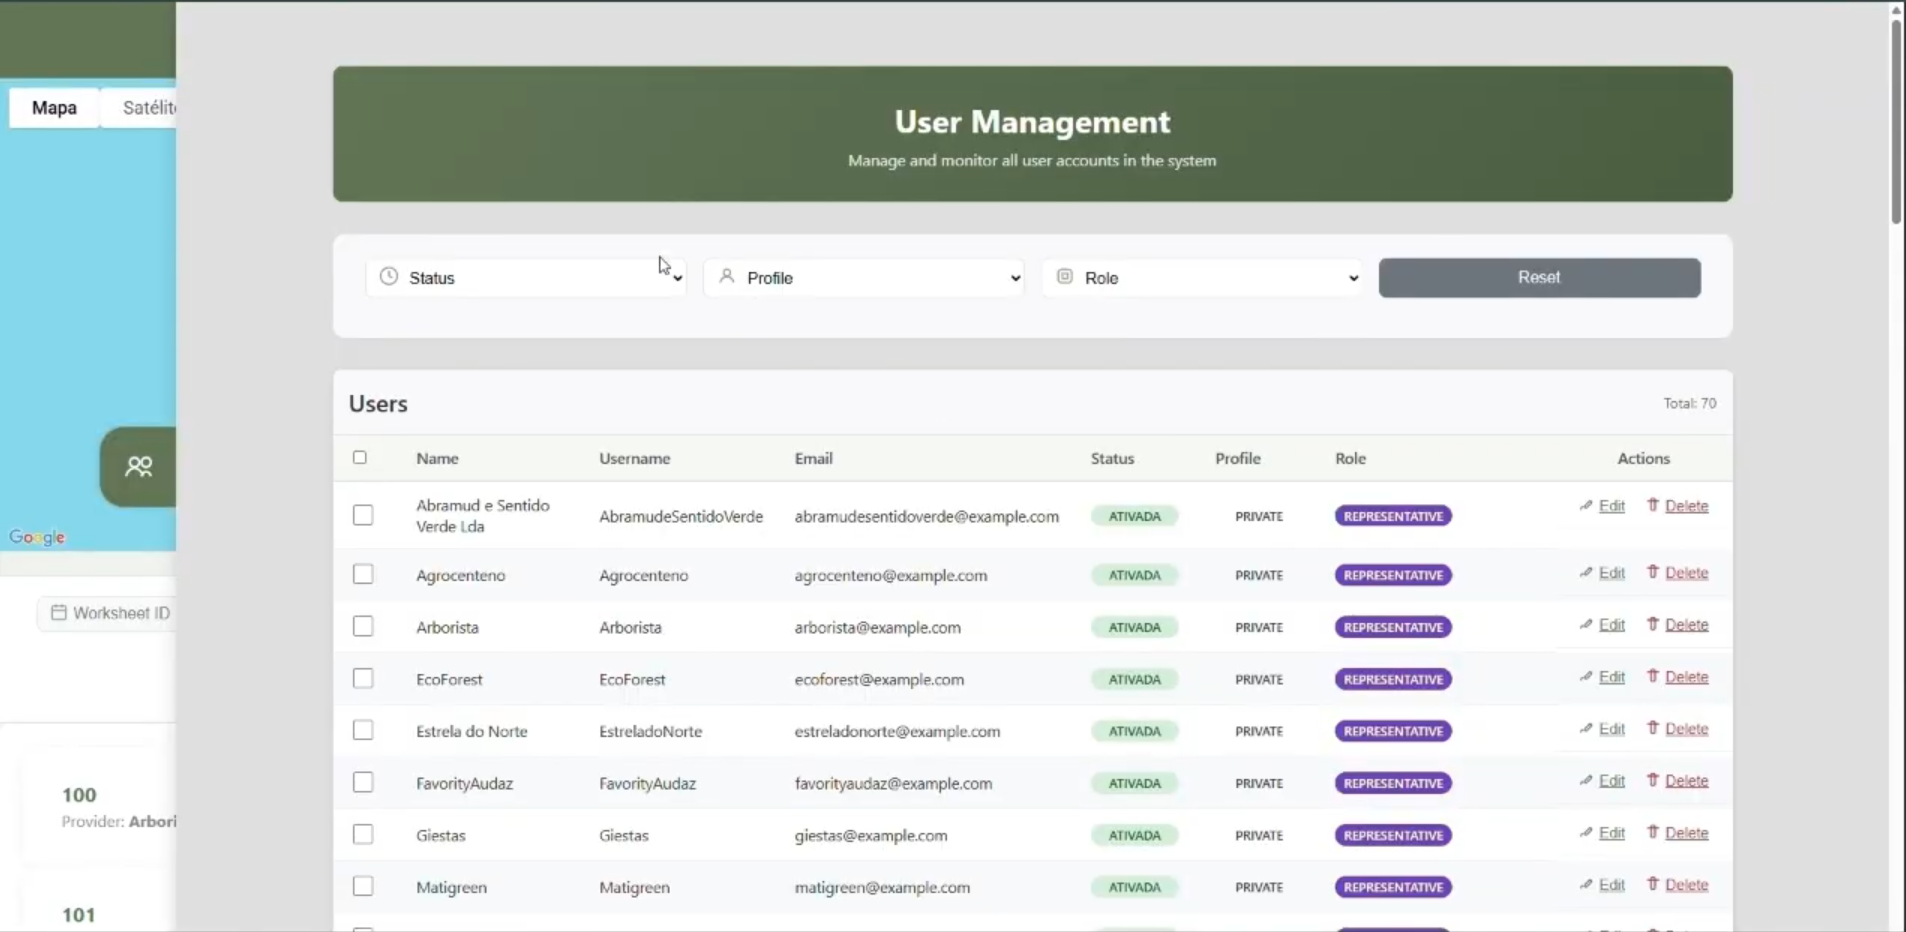 Mapa
Satélit
Google
Worksheet ID
100
Provider: Arbori
101
User Management
Manage and monitor all user accounts in the system
Status
Profile
Role
Reset
Users
Total: 70
Name Username Email Status Profile Role Actions
Abramud e Sentido
Verde Lda AbramudeSentidoVerde abramudesentidoverde@example.com ATIVADA PRIVATE REPRESENTATIVE Edit Delete
Agrocenteno Agrocenteno agrocenteno@example.com ATIVADA PRIVATE REPRESENTATIVE Edit Delete
Arborista Arborista arborista@example.com ATIVADA PRIVATE REPRESENTATIVE Edit Delete
EcoForest EcoForest ecoforest@example.com ATIVADA PRIVATE REPRESENTATIVE Edit Delete
Estrela do Norte EstreladoNorte estreladonorte@example.com ATIVADA PRIVATE REPRESENTATIVE Edit Delete
FavorityAudaz FavorityAudaz favorityaudaz@example.com ATIVADA PRIVATE REPRESENTATIVE Edit Delete
Giestas Giestas giestas@example.com ATIVADA PRIVATE REPRESENTATIVE Edit Delete
Matigreen Matigreen matigreen@example.com ATIVADA PRIVATE REPRESENTATIVE Edit Delete